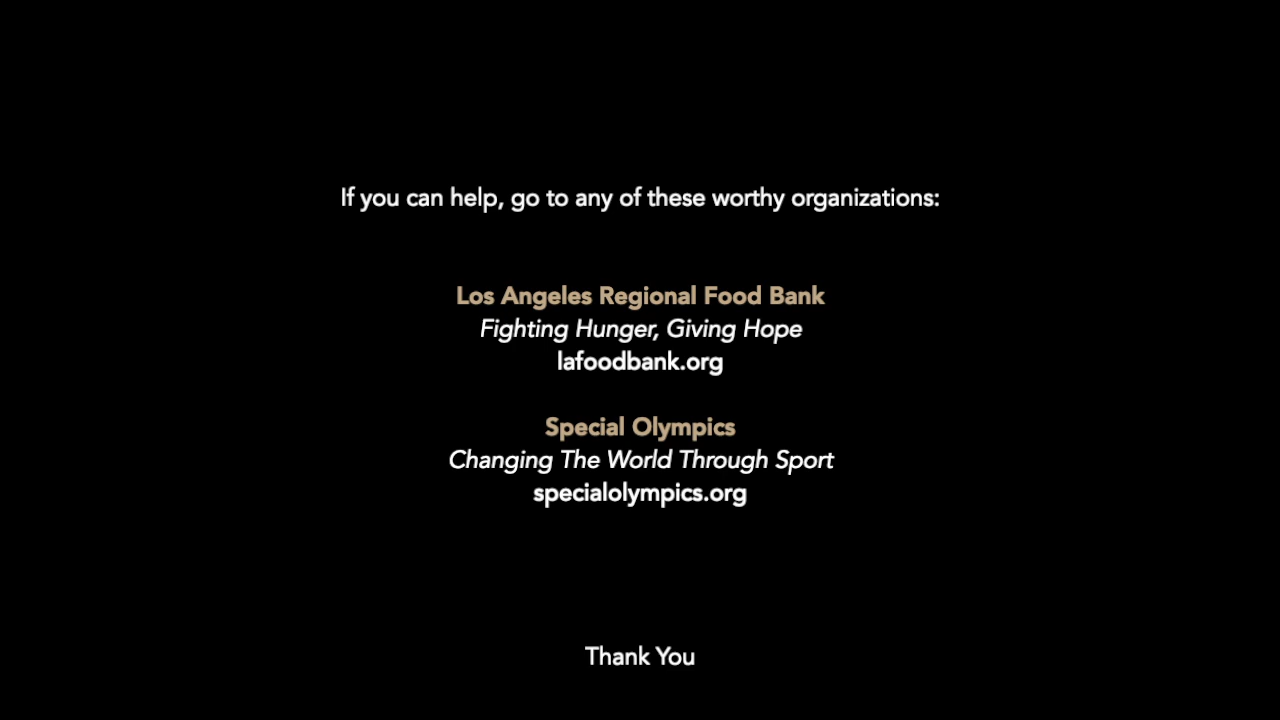 If you can help, go to any of these worthy organizations:
Los Angeles Regional Food Bank
Fighting Hunger, Giving Hope
lafoodbank.org
Special Olympics
Changing The World Through Sport
specialolympics.org
Thank You